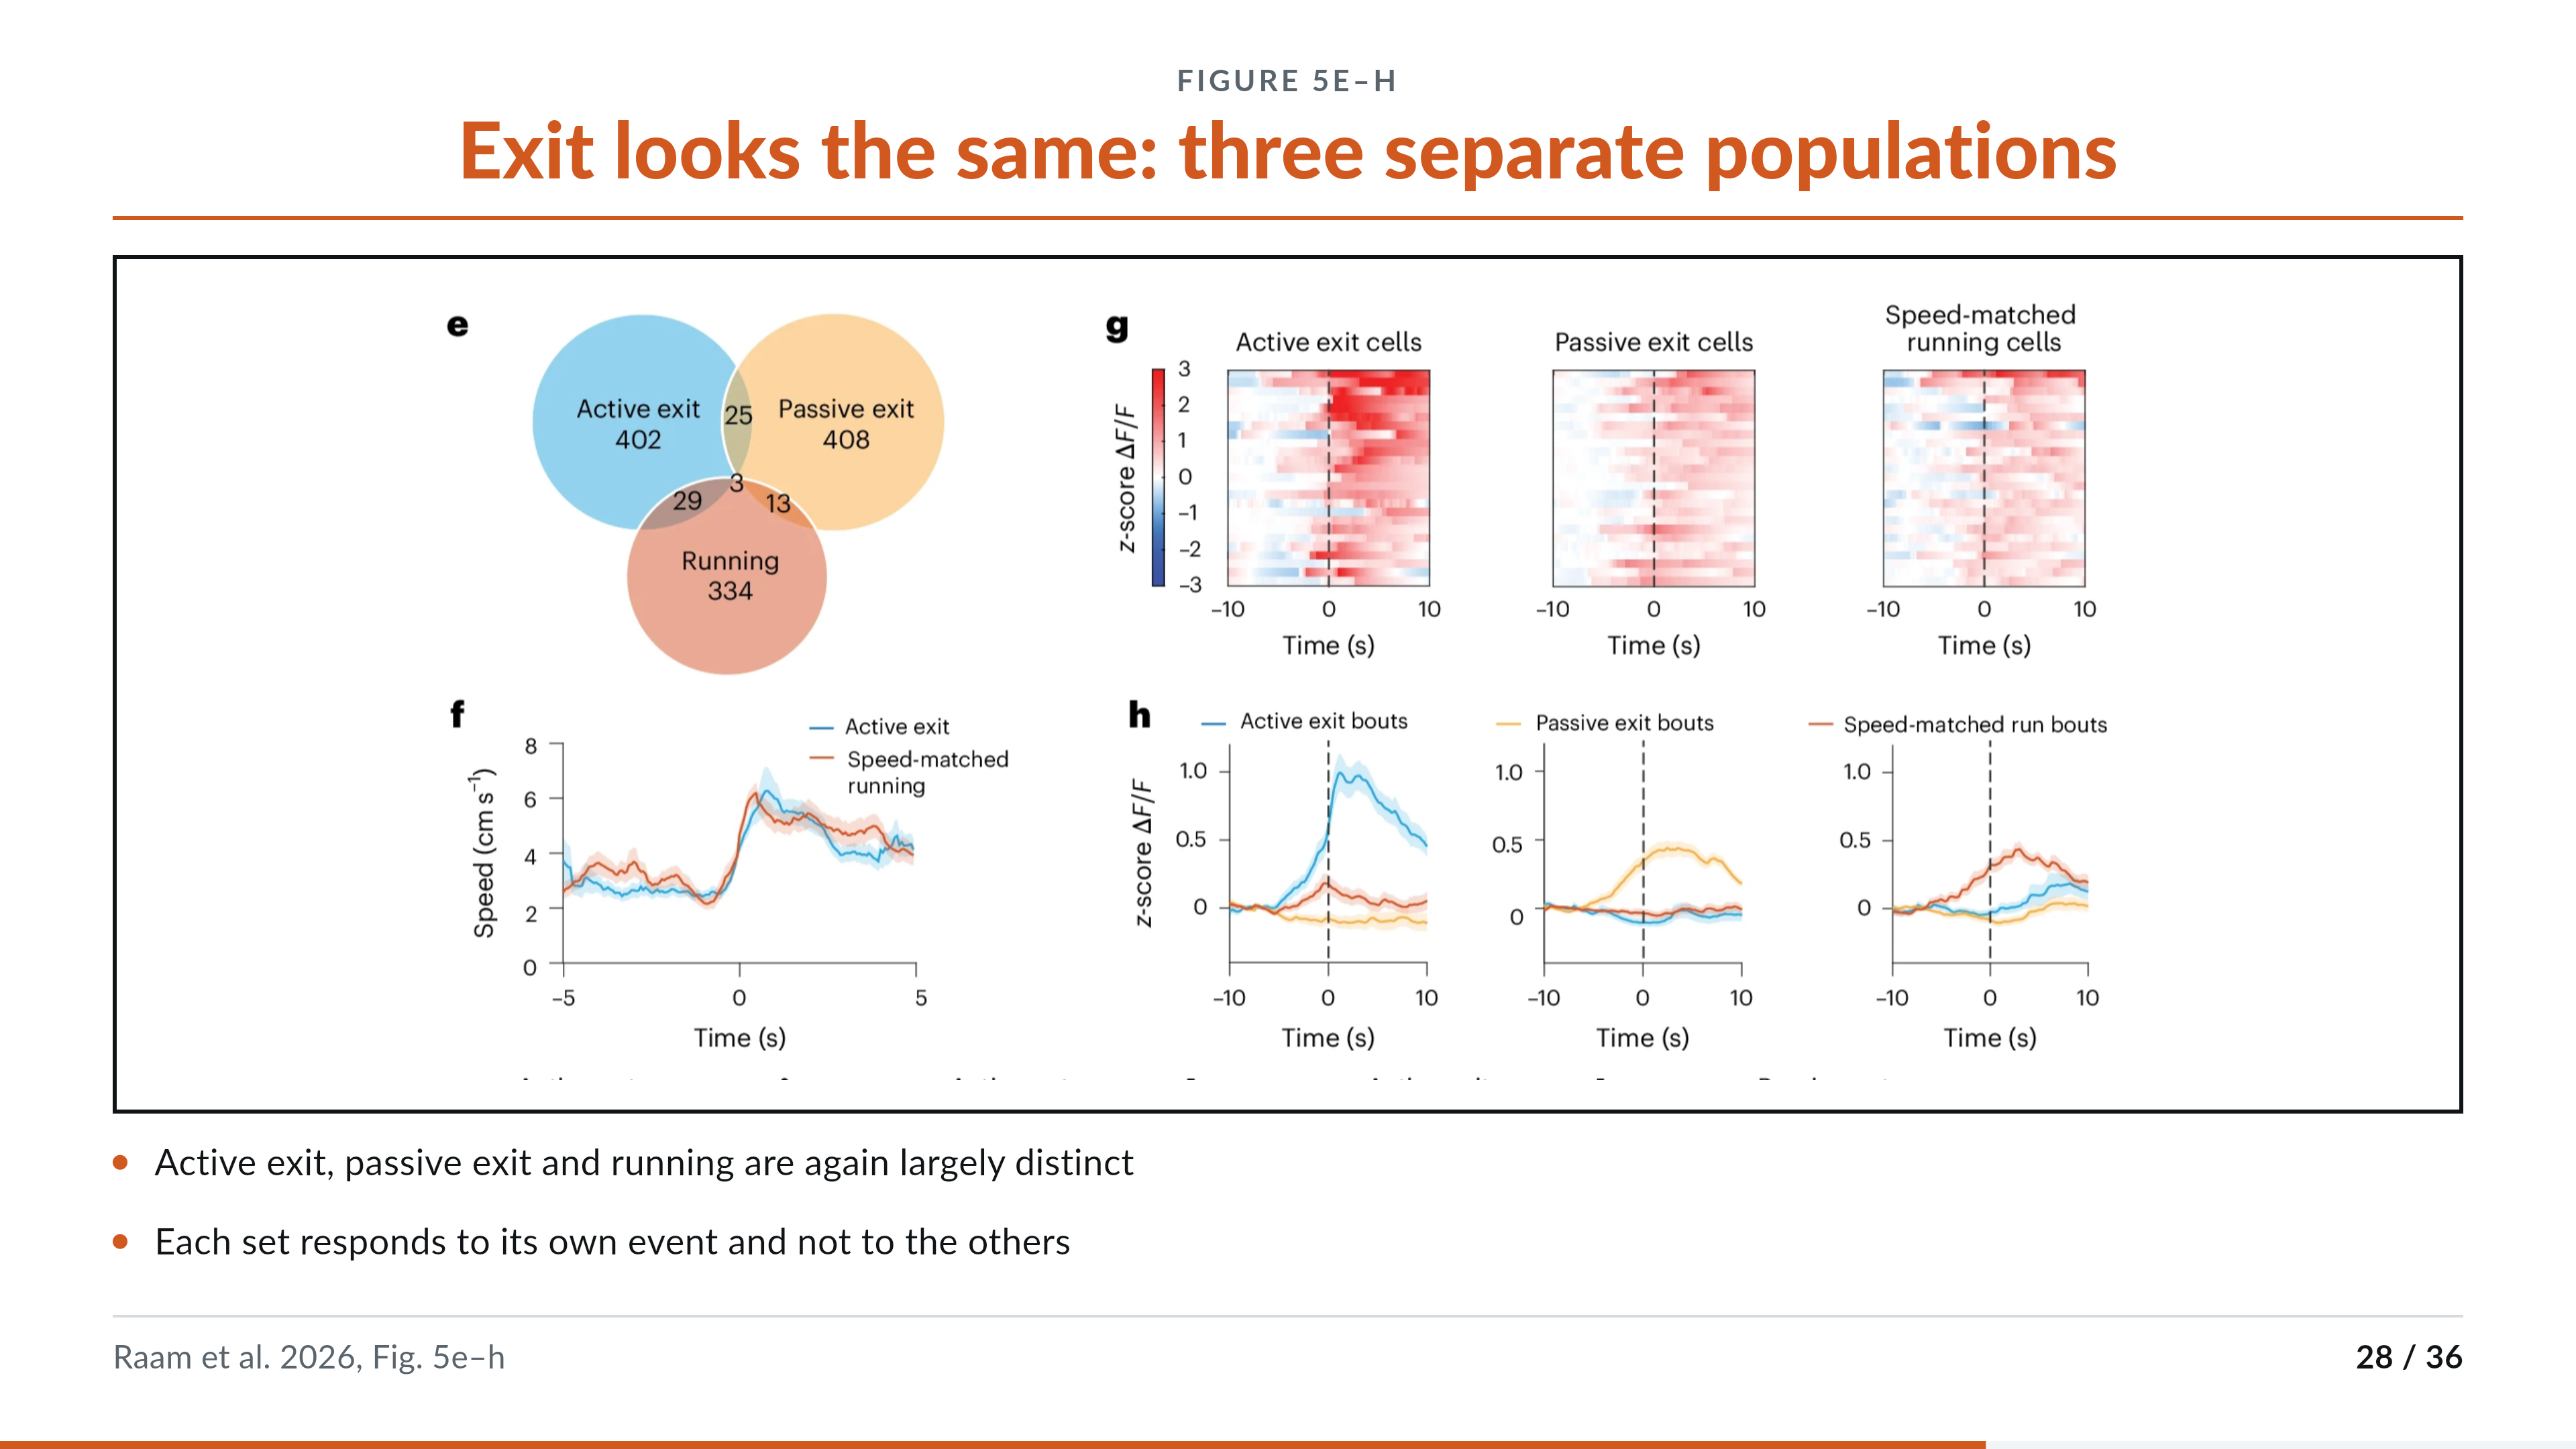 FIGURE 5E–H
Exit looks the same: three separate populations
e
Active exit
402
25
Passive exit
408
3
29
13
Running
334
f
Active exit
Speed-matched
running
Speed (cm s⁻¹)
8
6
4
2
0
–5
0
5
Time (s)
g
Active exit cells
Passive exit cells
Speed-matched
running cells
z-score ΔF/F
3
2
1
0
–1
–2
–3
–10
0
10
Time (s)
–10
0
10
Time (s)
–10
0
10
Time (s)
h
Active exit bouts
Passive exit bouts
Speed-matched run bouts
z-score ΔF/F
1.0
0.5
0
–10
0
10
Time (s)
1.0
0.5
0
–10
0
10
Time (s)
1.0
0.5
0
–10
0
10
Time (s)
Active exit, passive exit and running are again largely distinct
Each set responds to its own event and not to the others
Raam et al. 2026, Fig. 5e–h
28 / 36